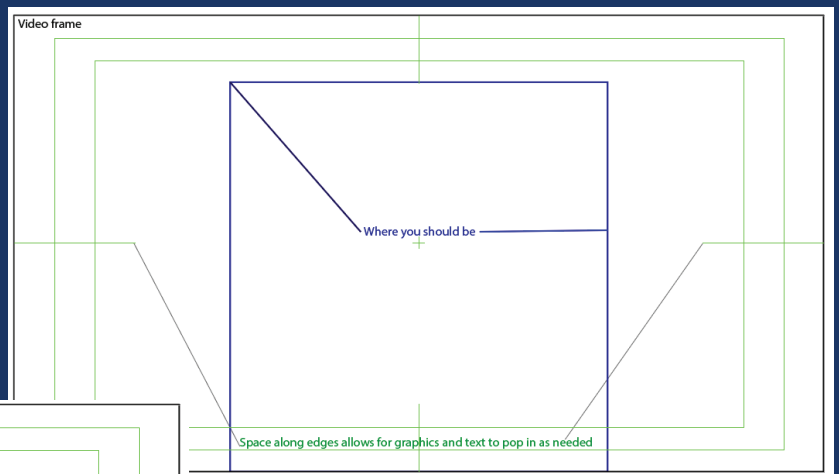 Video frame
Where you should be
Space along edges allows for graphics and text to pop in as needed